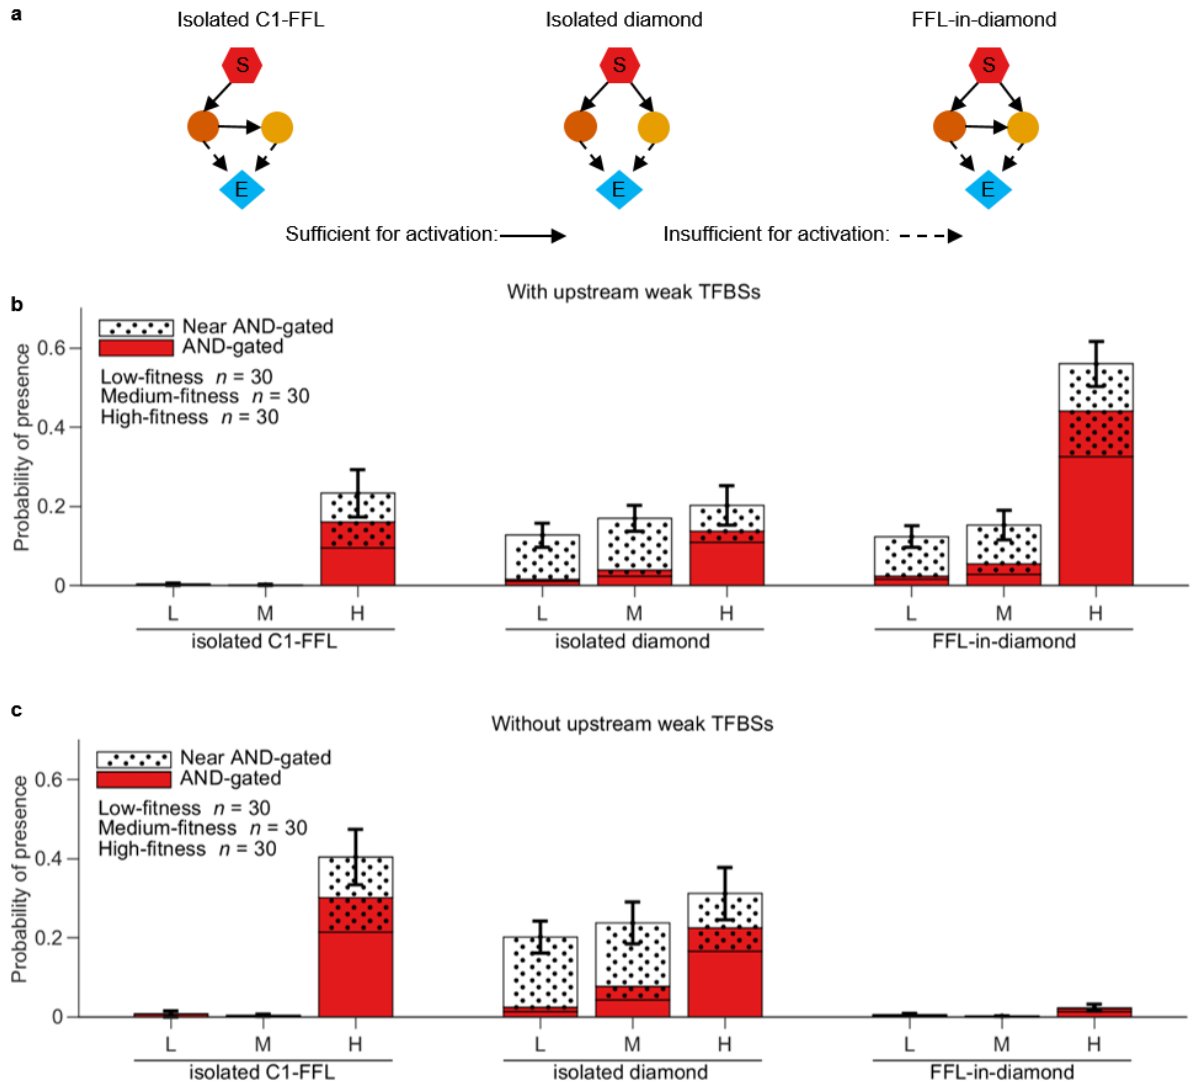 a
Isolated C1-FFL Isolated diamond FFL-in-diamond
S S S
E E E
Sufficient for activation: Insufficient for activation:
b
With upstream weak TFBSs
Near AND-gated
AND-gated
Low-fitness n = 30
Medium-fitness n = 30
High-fitness n = 30
Probability of presence
0.6
0.4
0.2
0
L M H L M H L M H
isolated C1-FFL isolated diamond FFL-in-diamond
c
Without upstream weak TFBSs
Near AND-gated
AND-gated
Low-fitness n = 30
Medium-fitness n = 30
High-fitness n = 30
Probability of presence
0.6
0.4
0.2
0
L M H L M H L M H
isolated C1-FFL isolated diamond FFL-in-diamond